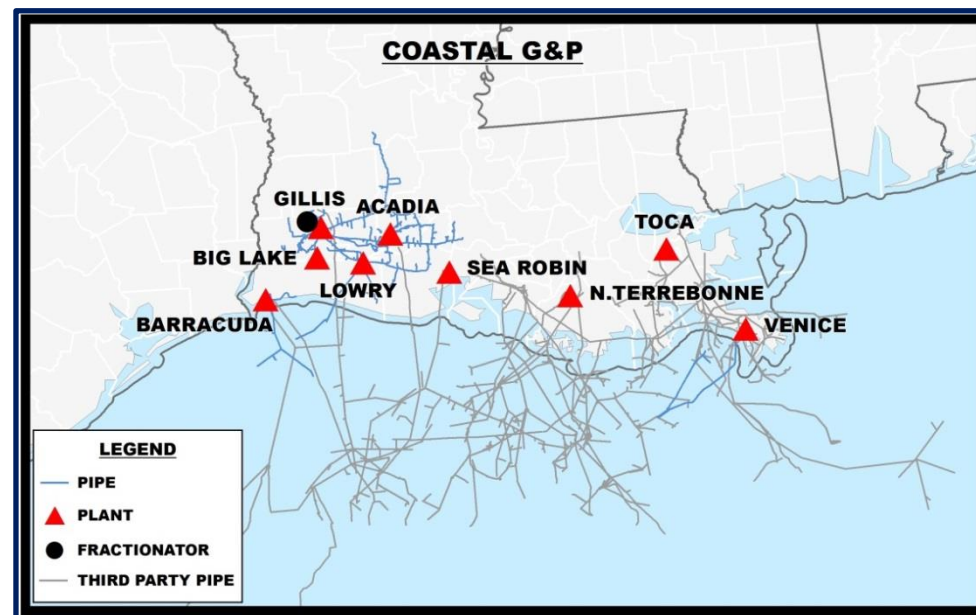 COASTAL G&P
GILLIS
ACADIA
TOCA
BIG LAKE
LOWRY
SEA ROBIN
N.TERREBONNE
BARRACUDA
VENICE
LEGEND
PIPE
PLANT
FRACTIONATOR
THIRD PARTY PIPE